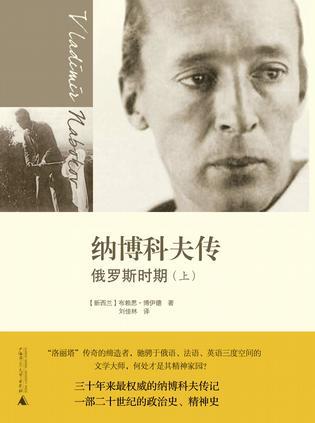 Vladimir Nabokov
纳博科夫传
俄罗斯时期（上）
【新西兰】布赖恩·博伊德 著
刘佳林 译
“洛丽塔”传奇的缔造者，驰骋于俄语、法语、英语三度空间的
文学大师，何处才是其精神家园？
三十年来最权威的纳博科夫传记
一部二十世纪的政治史、精神史
广西师范大学出版社